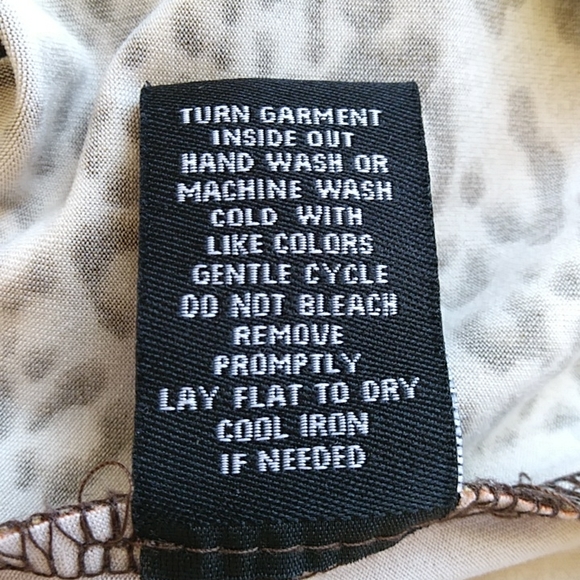 TURN GARMENT
INSIDE OUT
HAND WASH OR
MACHINE WASH
COLD WITH
LIKE COLORS
GENTLE CYCLE
DO NOT BLEACH
REMOVE
PROMPTLY
LAY FLAT TO DRY
COOL IRON
IF NEEDED